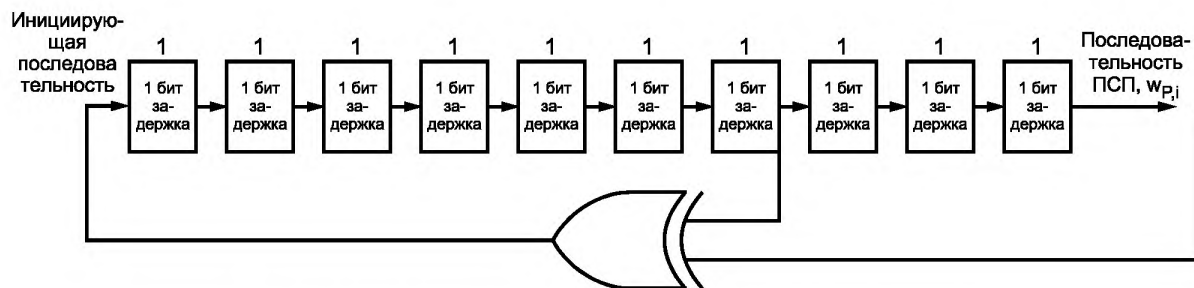 Инициирую-
щая
последова
тельность
1 1 1 1 1 1 1 1 1 1
Последова-
тельность
ПСП, wP,i
1 бит
за-
держка
1 бит
за-
держка
1 бит
за-
держка
1 бит
за-
держка
1 бит
за-
держка
1 бит
за-
держка
1 бит
за-
держка
1 бит
за-
держка
1 бит
за-
держка
1 бит
за-
держка